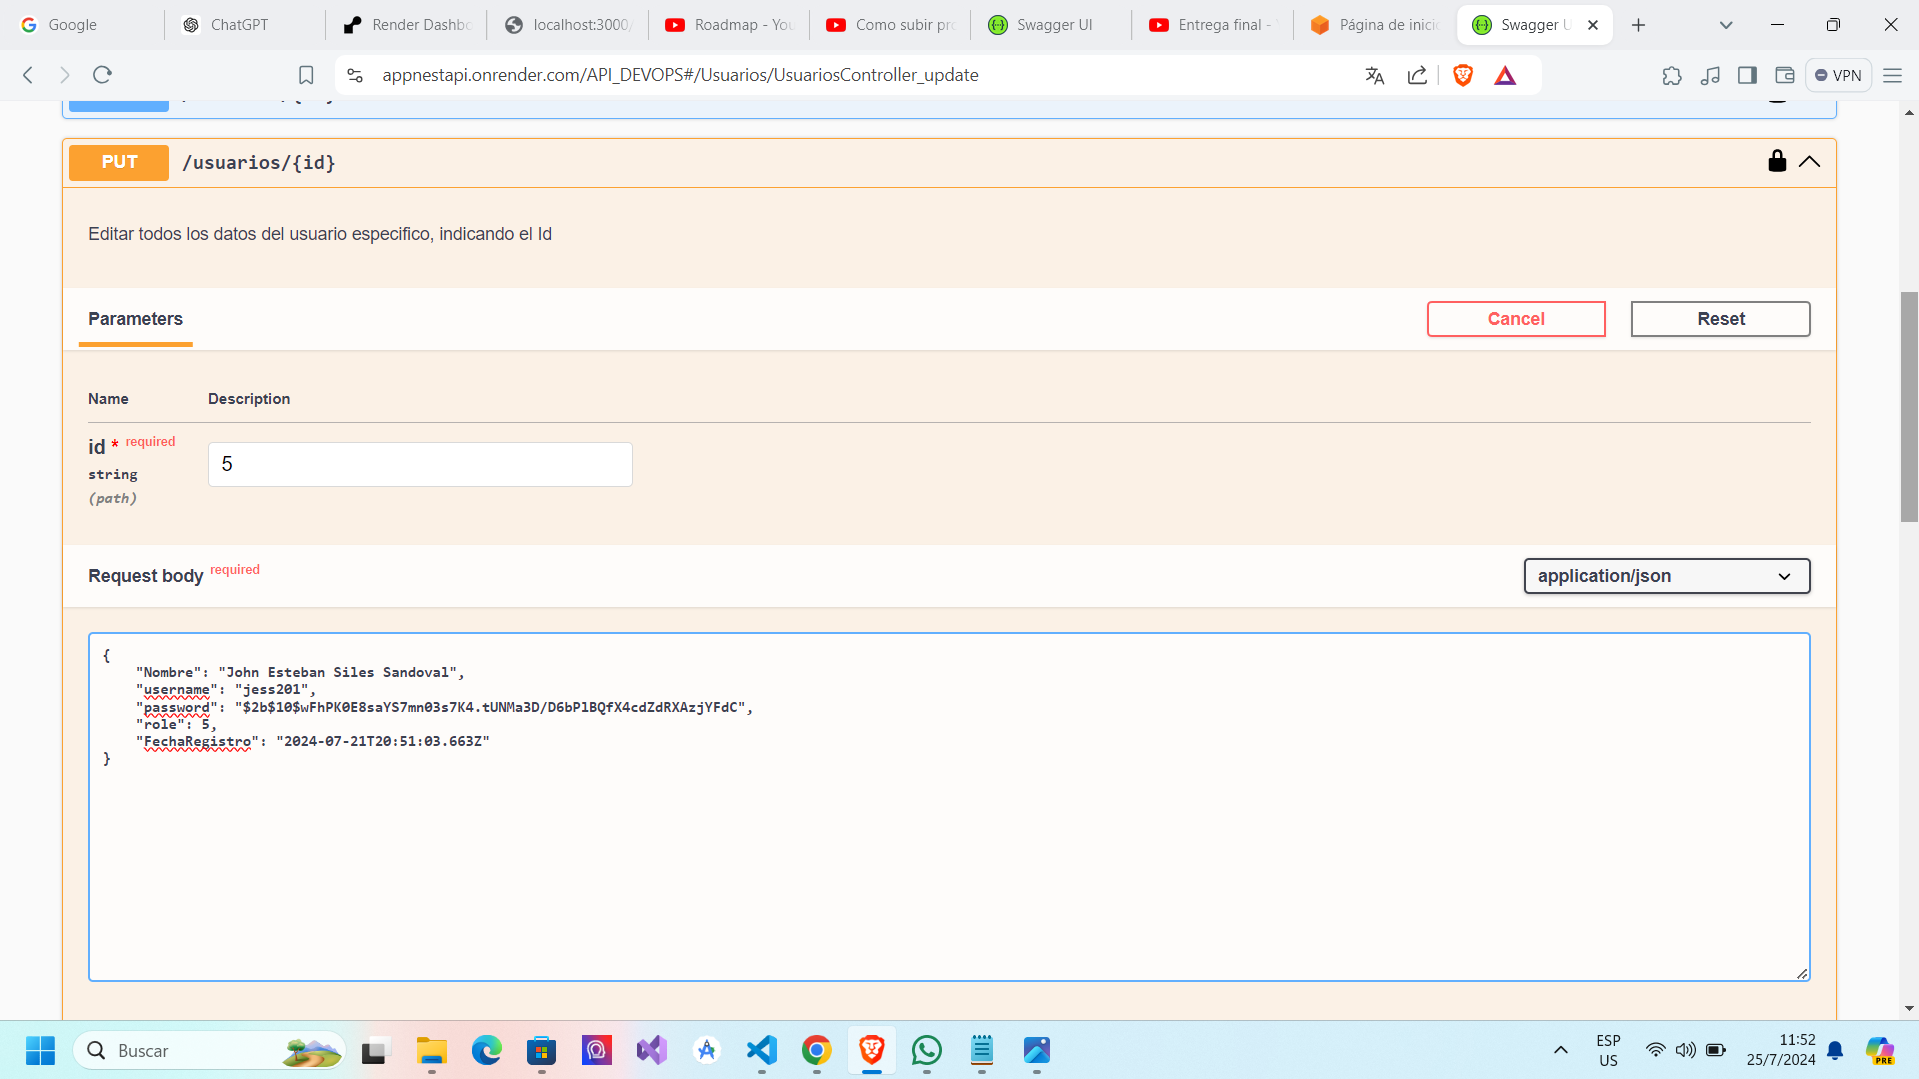 Google
ChatGPT
Render Dashbo
localhost:3000/
Roadmap - You
Como subir pro
Swagger UI
Entrega final -
Página de inicio
Swagger U
appnestapi.onrender.com/API_DEVOPS#/Usuarios/UsuariosController_update
VPN
PUT
/usuarios/{id}
Editar todos los datos del usuario especifico, indicando el Id
Parameters
Cancel
Reset
Name
Description
id * required
string
(path)
5
Request body required
application/json
{
"Nombre": "John Esteban Siles Sandoval",
"username": "jess201",
"password": "$2b$10$wFhPK0E8saYS7mn03s7K4.tUNMa3D/D6bPlBQfX4cdZdRXAzjYFdC",
"role": 5,
"FechaRegistro": "2024-07-21T20:51:03.663Z"
}
Buscar
ESP
US
11:52
25/7/2024
PRE